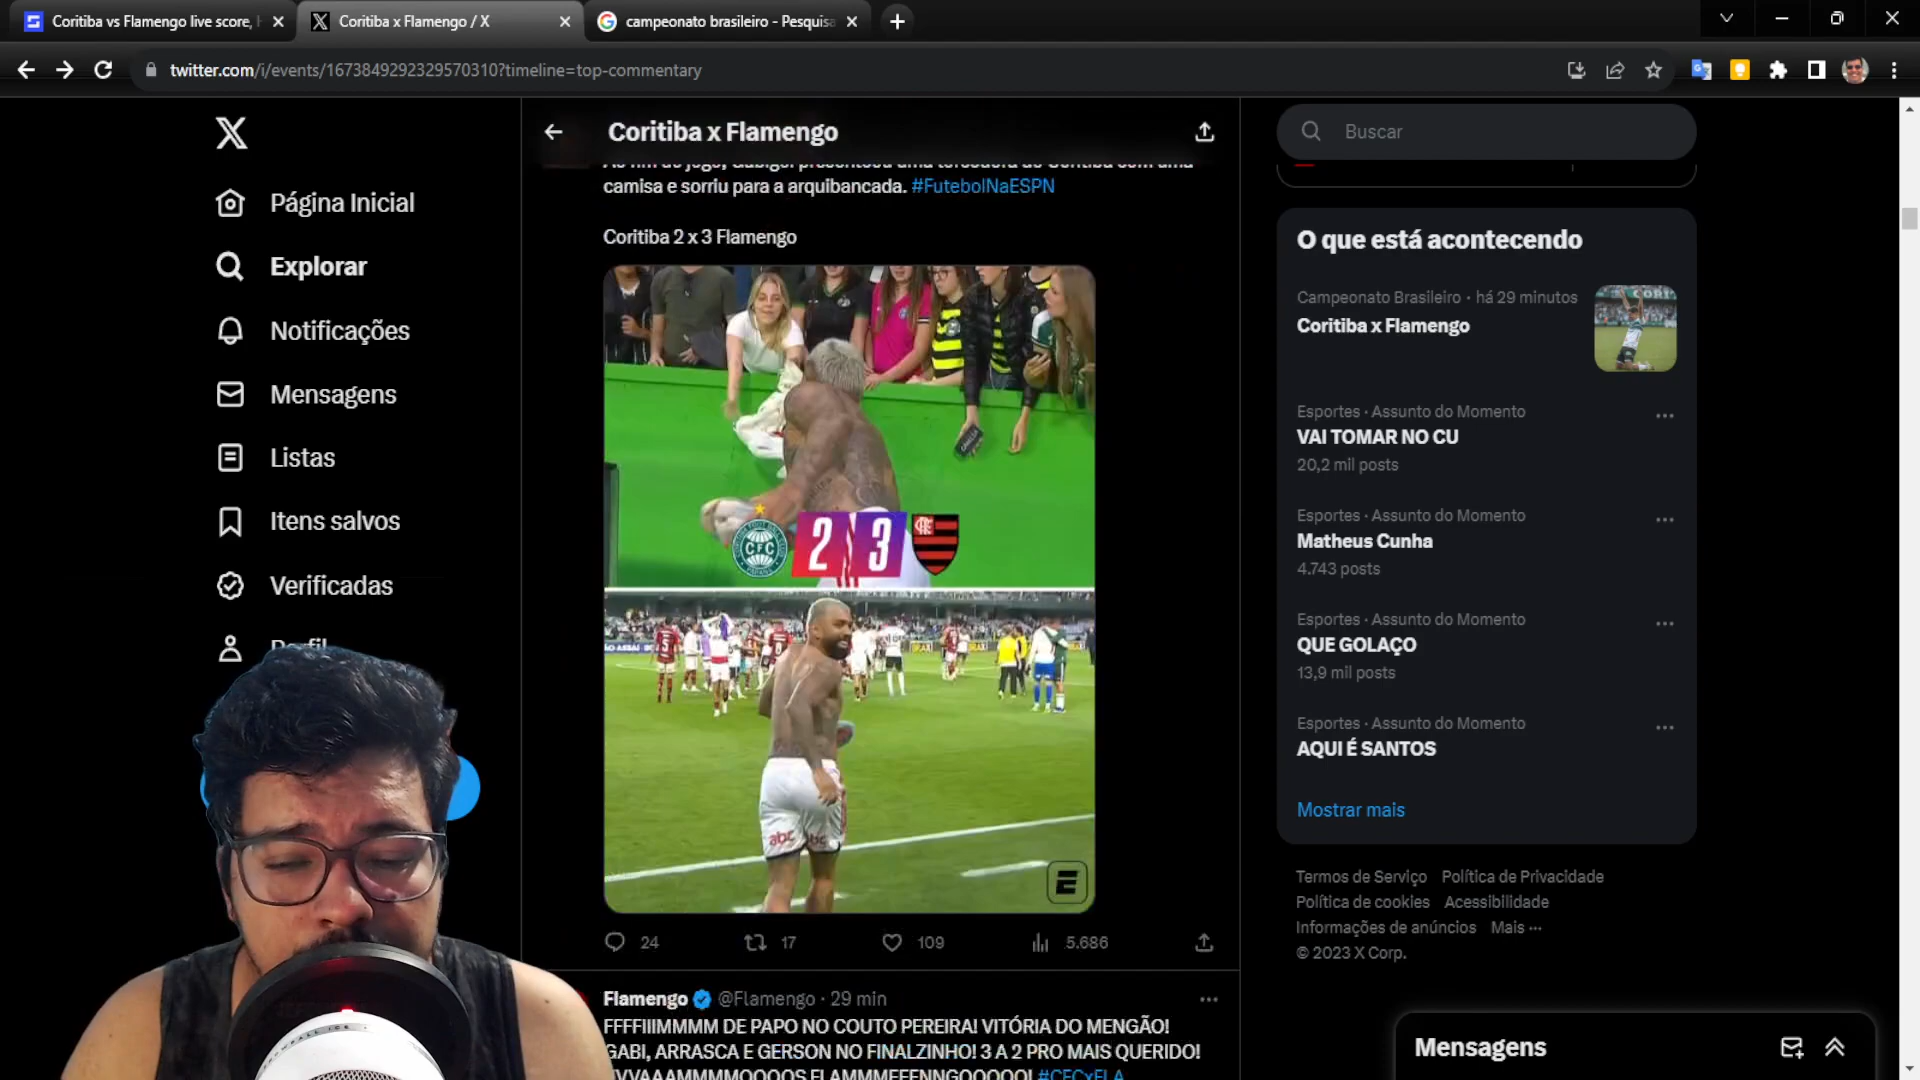 Coritiba vs Flamengo live score,
Coritiba x Flamengo / X
campeonato brasileiro - Pesquisa
twitter.com/i/events/1673849292329570310?timeline=top-commentary
Coritiba x Flamengo
Buscar
Página Inicial
Explorar
Notificações
Mensagens
Listas
Itens salvos
Verificadas
Perfil
camisa e sorriu para a arquibancada. #FutebolNaESPN
Coritiba 2 x 3 Flamengo
CFC
2 3
abc
24 17 109 5.686
Flamengo @Flamengo · 29 min
FFFFIIIMMMM DE PAPO NO COUTO PEREIRA! VITÓRIA DO MENGÃO!
GABI, ARRASCA E GERSON NO FINALZINHO! 3 A 2 PRO MAIS QUERIDO!
#CFCxFLA
O que está acontecendo
Campeonato Brasileiro · há 29 minutos
Coritiba x Flamengo
Esportes · Assunto do Momento
VAI TOMAR NO CU
20,2 mil posts
Esportes · Assunto do Momento
Matheus Cunha
4.743 posts
Esportes · Assunto do Momento
QUE GOLAÇO
13,9 mil posts
Esportes · Assunto do Momento
AQUI É SANTOS
Mostrar mais
Termos de Serviço Política de Privacidade
Política de cookies Acessibilidade
Informações de anúncios Mais ···
© 2023 X Corp.
Mensagens